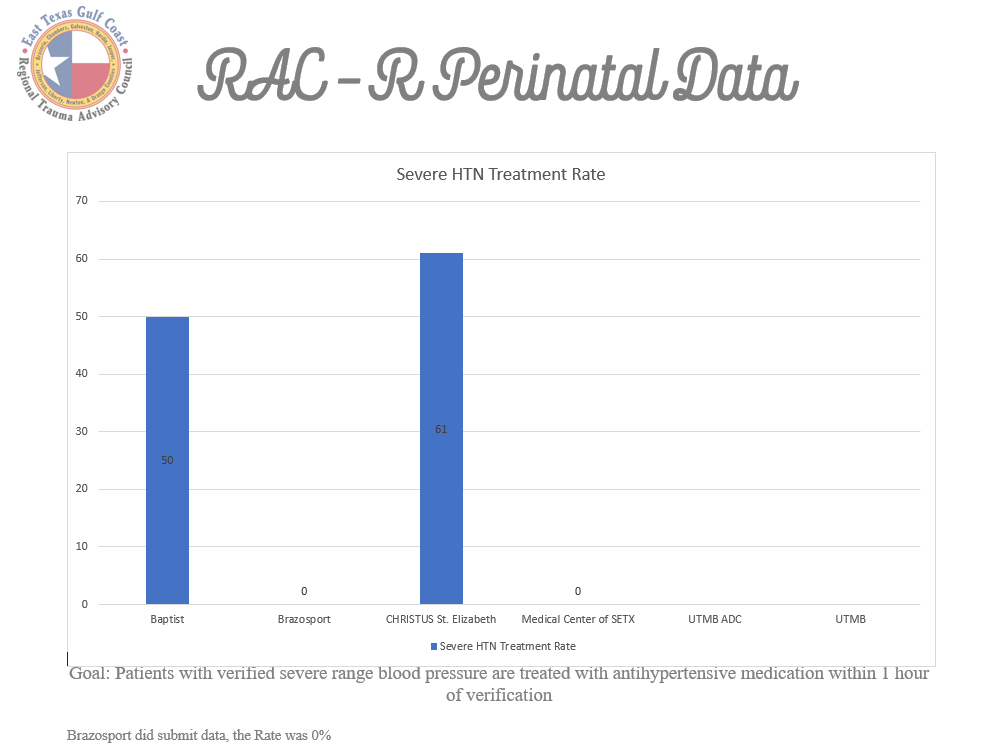 East Texas Gulf Coast
Regional Trauma Advisory Council
RAC – R Perinatal Data
Severe HTN Treatment Rate
70
60
50
40
30
20
10
0
50
0
61
0
Baptist Brazosport CHRISTUS St. Elizabeth Medical Center of SETX UTMB ADC UTMB
Severe HTN Treatment Rate
Goal: Patients with verified severe range blood pressure are treated with antihypertensive medication within 1 hour
of verification
Brazosport did submit data, the Rate was 0%